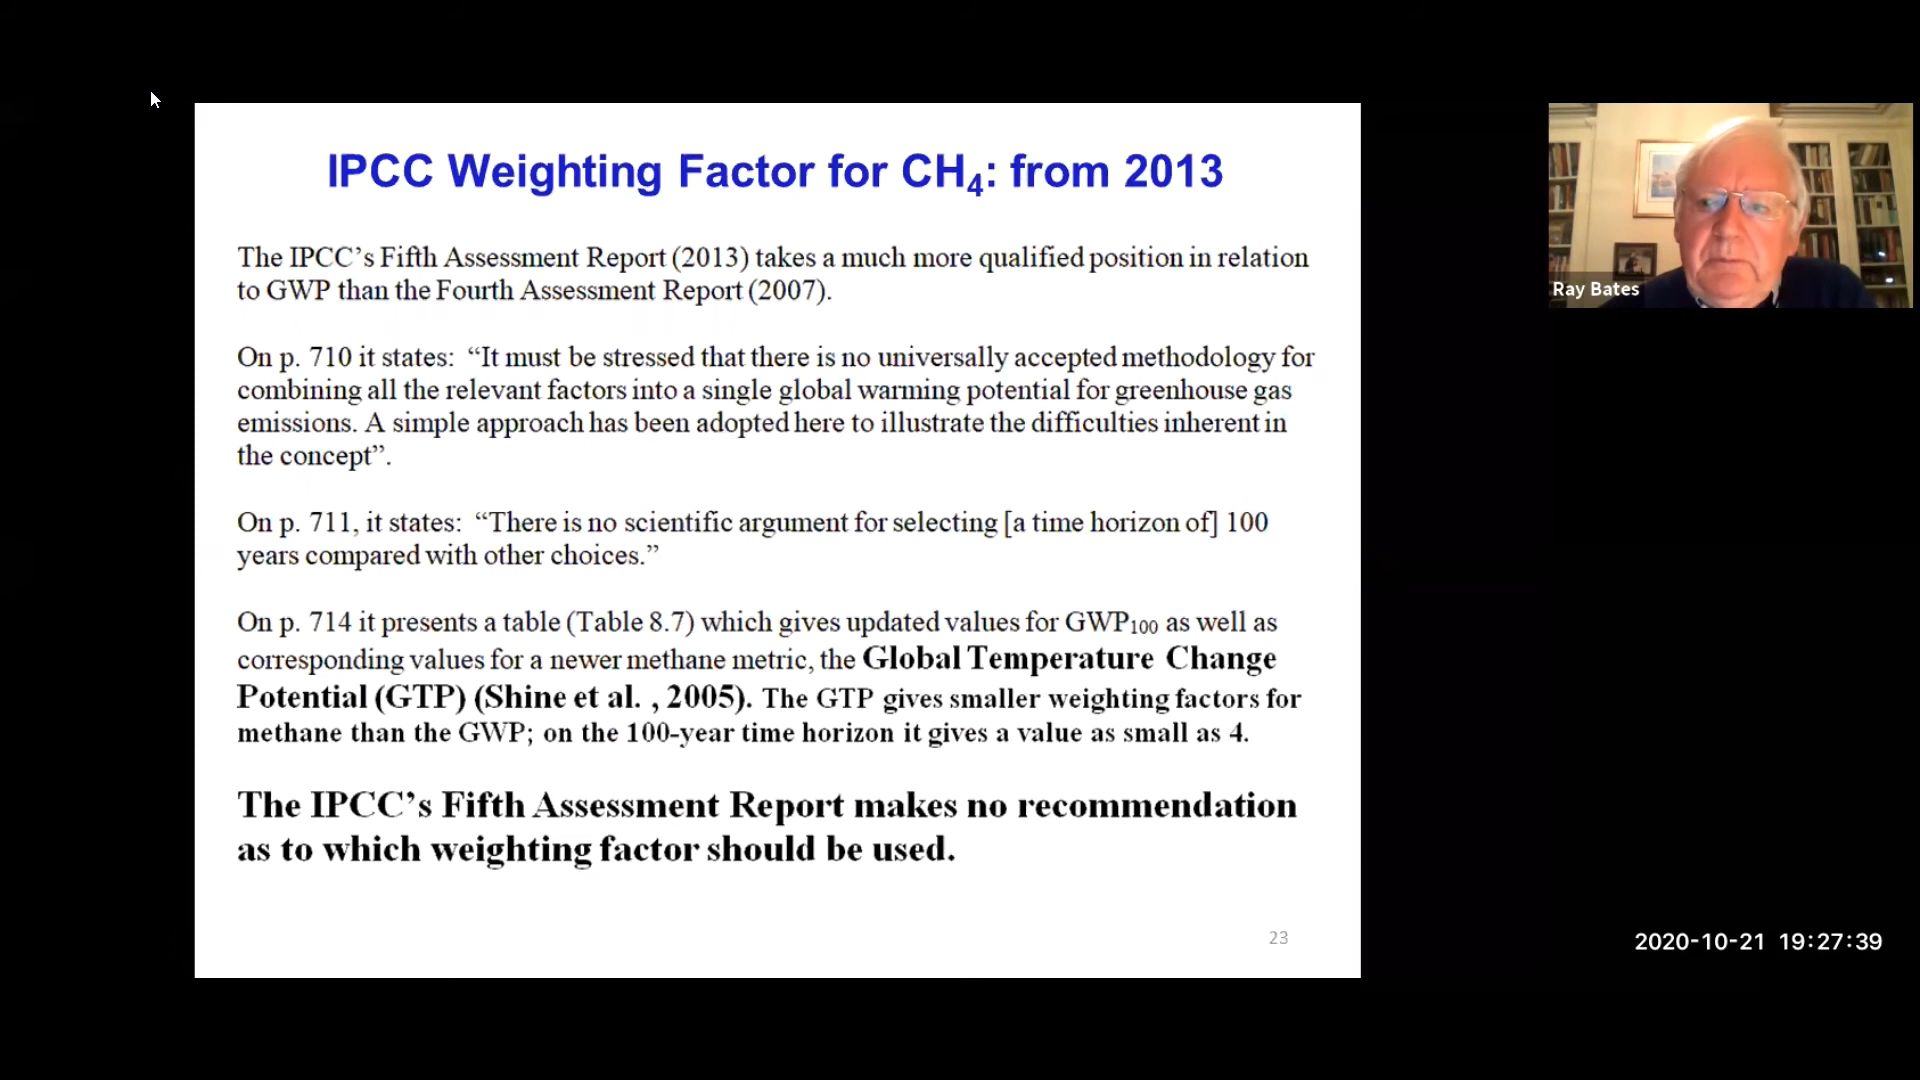 IPCC Weighting Factor for CH₄: from 2013
The IPCC’s Fifth Assessment Report (2013) takes a much more qualified position in relation
to GWP than the Fourth Assessment Report (2007).
On p. 710 it states: “It must be stressed that there is no universally accepted methodology for
combining all the relevant factors into a single global warming potential for greenhouse gas
emissions. A simple approach has been adopted here to illustrate the difficulties inherent in
the concept”.
On p. 711, it states: “There is no scientific argument for selecting [a time horizon of] 100
years compared with other choices.”
On p. 714 it presents a table (Table 8.7) which gives updated values for GWP₁₀₀ as well as
corresponding values for a newer methane metric, the Global Temperature Change
Potential (GTP) (Shine et al. , 2005). The GTP gives smaller weighting factors for
methane than the GWP; on the 100-year time horizon it gives a value as small as 4.
The IPCC’s Fifth Assessment Report makes no recommendation
as to which weighting factor should be used.
23
Ray Bates
2020-10-21 19:27:39